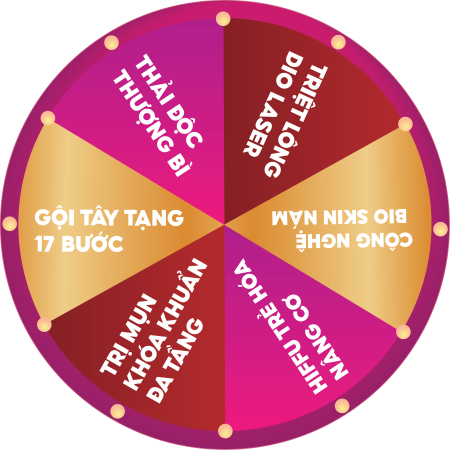 THẢI ĐỘC
THƯỢNG BÌ
TRIỆT LÔNG
DIO LASER
CÔNG NGHỆ
BIO SKIN NÁM
HIFFU TRẺ HÓA
NÂNG CƠ
TRỊ MỤN
KHÓA KHUẨN
ĐA TẦNG
GỘI TÂY TẠNG
17 BƯỚC